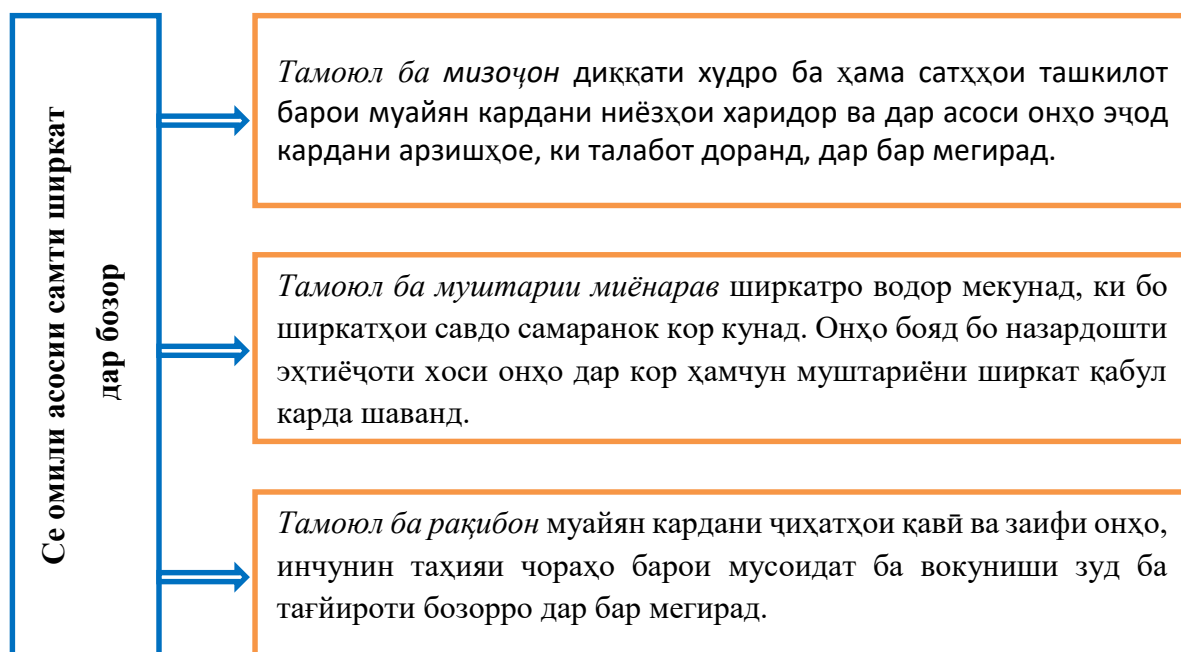 Се омили асосии самти ширкат
дар бозор
Тамоюл ба мизоҷон диққати худро ба ҳама сатҳҳои ташкилот
барои муайян кардани ниёзҳои харидор ва дар асоси онҳо эҷод
кардани арзишҳое, ки талабот доранд, дар бар мегирад.
Тамоюл ба муштарии миёнарав ширкатро водор мекунад, ки бо
ширкатҳои савдо самаранок кор кунад. Онҳо бояд бо назардошти
эҳтиёҷоти хоси онҳо дар кор ҳамчун муштариёни ширкат қабул
карда шаванд.
Тамоюл ба рақибон муайян кардани ҷиҳатҳои қавӣ ва заифи онҳо,
инчунин таҳияи чораҳо барои мусоидат ба вокуниши зуд ба
тағйироти бозорро дар бар мегирад.